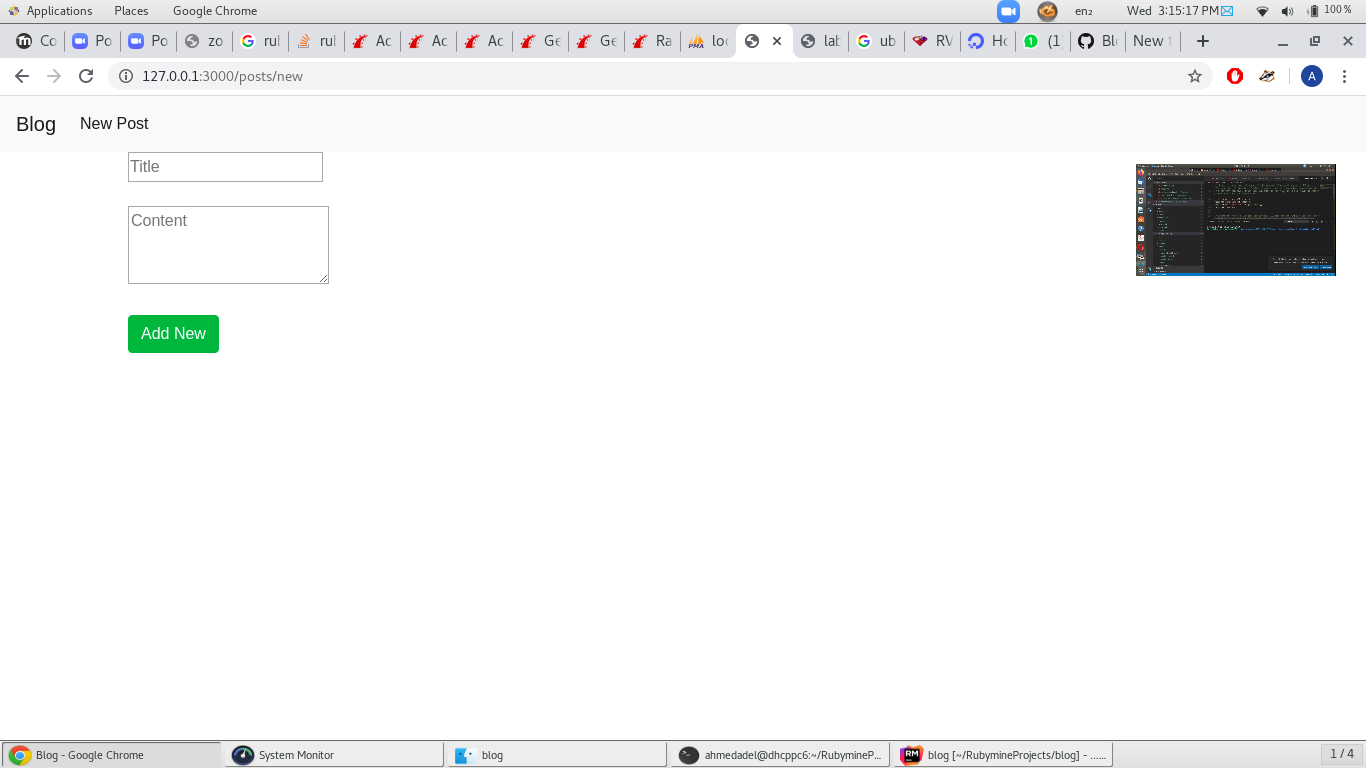 Applications Places Google Chrome en₂ Wed 3:15:17 PM 100 %
Co Po Po zo rul rul Ac Ac Ac Ge Ge Ra loc lab ub RV Ho (1) Blo New t
127.0.0.1:3000/posts/new A
Blog New Post
Title
Content
Add New
Blog - Google Chrome System Monitor blog ahmedadel@dhcppc6:~/RubymineP... blog [~/RubymineProjects/blog] - ...... 1 / 4